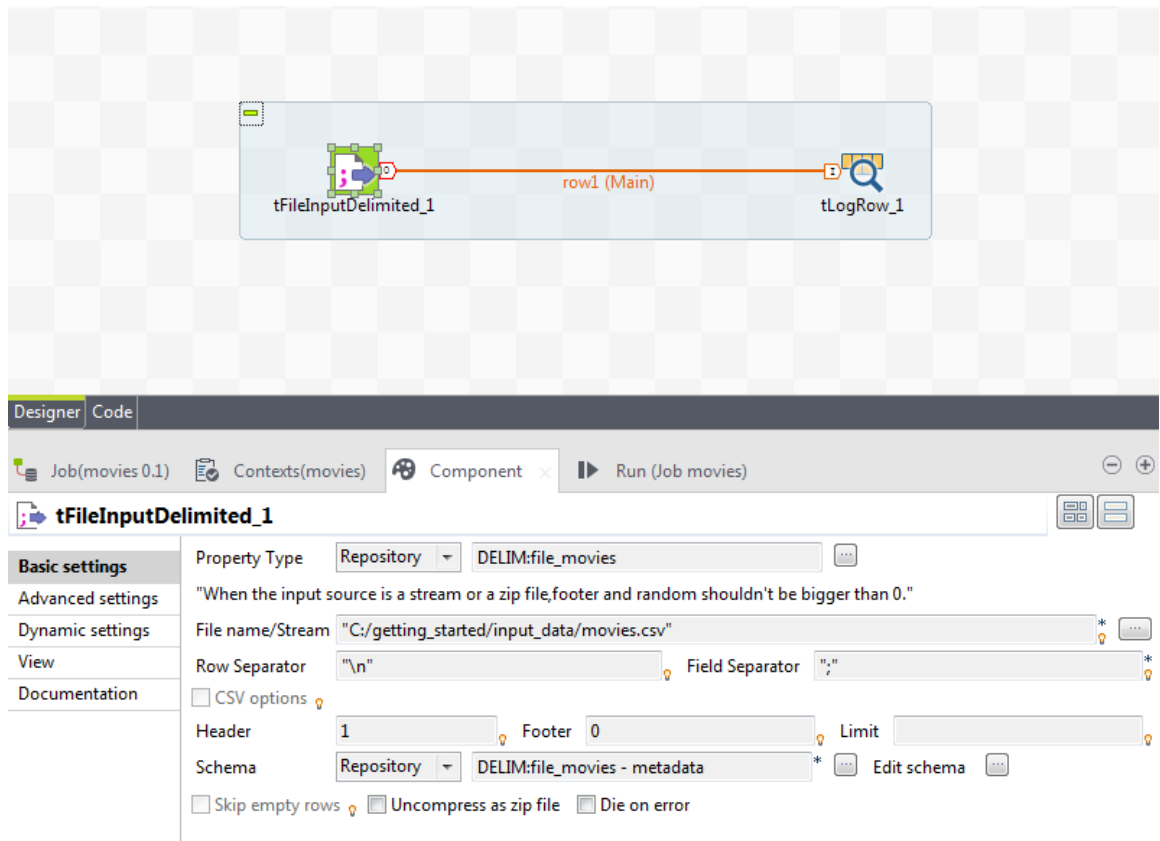 row1 (Main)
tFileInputDelimited_1
tLogRow_1
Designer Code
Job(movies 0.1) Contexts(movies) Component Run (Job movies)
tFileInputDelimited_1
Basic settings
Advanced settings
Dynamic settings
View
Documentation
Property Type Repository DELIM:file_movies ...
"When the input source is a stream or a zip file,footer and random shouldn't be bigger than 0."
File name/Stream "C:/getting_started/input_data/movies.csv" * ...
Row Separator "\n" Field Separator ";" *
CSV options
Header 1 Footer 0 Limit
Schema Repository DELIM:file_movies - metadata * ... Edit schema ...
Skip empty rows Uncompress as zip file Die on error